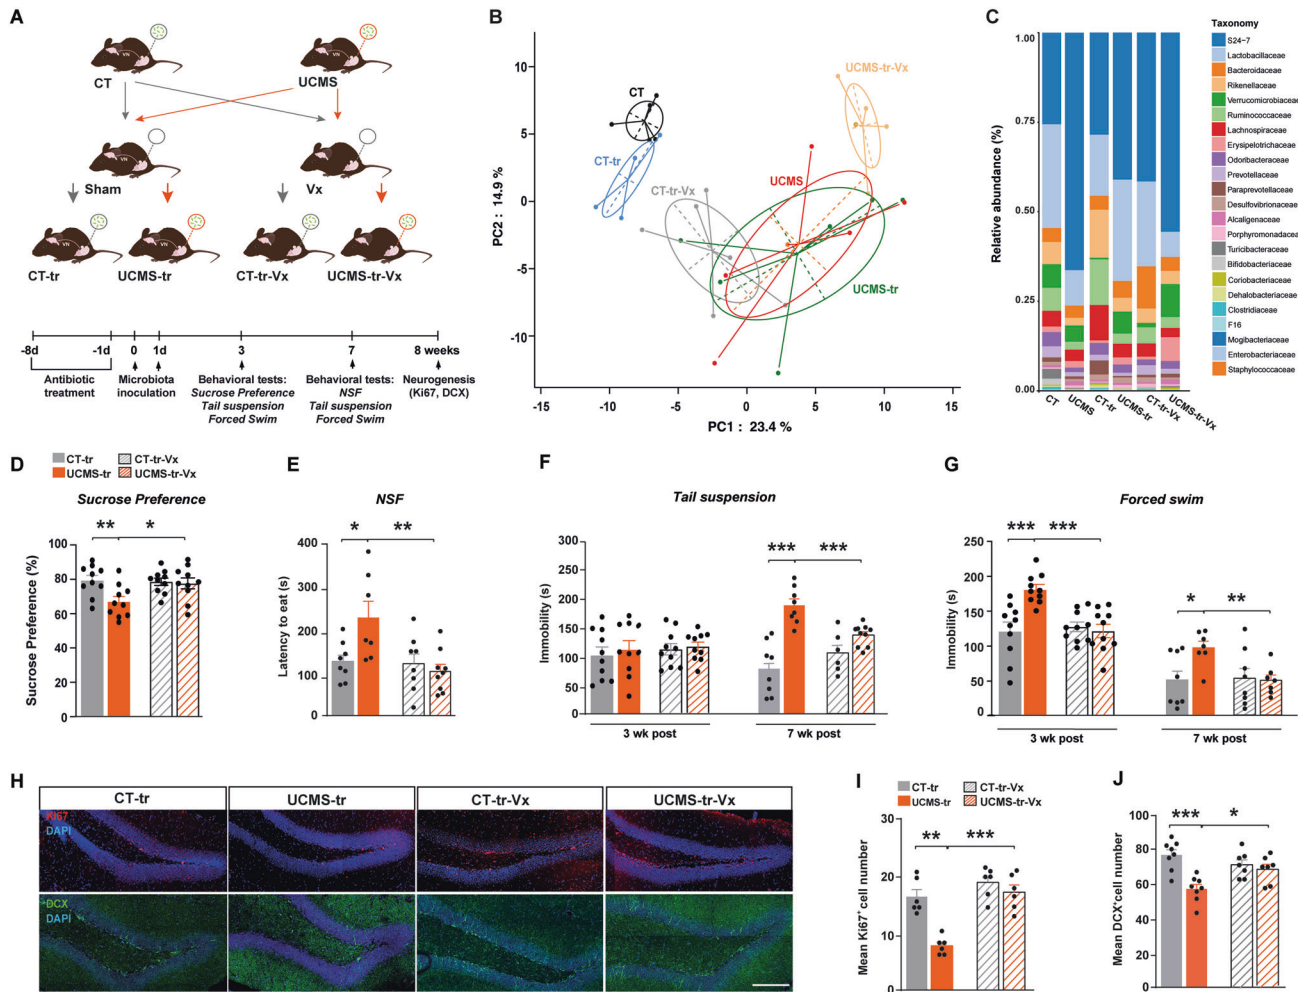 A
VN
VN
CT
UCMS
VN
VN
Sham
Vx
VN
VN
VN
VN
CT-tr
UCMS-tr
CT-tr-Vx
UCMS-tr-Vx
-8d
-1d
0
1d
3
7
8 weeks
Antibiotic
treatment
Microbiota
inoculation
Behavioral tests:
Sucrose Preference
Tail suspension
Forced Swim
Behavioral tests:
NSF
Tail suspension
Forced Swim
Neurogenesis
(Ki67, DCX)
B
10
5
0
-5
-10
PC2 : 14.9 %
CT
CT-tr
CT-tr-Vx
UCMS
UCMS-tr-Vx
UCMS-tr
-15
-10
-5
0
5
10
15
PC1 : 23.4 %
C
1.00
0.75
0.50
0.25
0.00
Relative abundance (%)
CT
UCMS
CT-tr
UCMS-tr
CT-tr-Vx
UCMS-tr-Vx
Taxonomy
S24-7
Lactobacillaceae
Bacteroidaceae
Rikenellaceae
Verrucomicrobiaceae
Ruminococcaceae
Lachnospiraceae
Erysipelotrichaceae
Odoribacteraceae
Prevotellaceae
Paraprevotellaceae
Desulfovibrionaceae
Alcaligenaceae
Porphyromonadaceae
Turicibacteraceae
Bifidobacteriaceae
Coriobacteriaceae
Dehalobacteriaceae
Clostridiaceae
F16
Mogibacteriaceae
Enterobacteriaceae
Staphylococcaceae
D
CT-tr
CT-tr-Vx
UCMS-tr
UCMS-tr-Vx
Sucrose Preference
**
*
100
80
60
40
20
0
Sucrose Preference (%)
E
NSF
*
**
400
300
200
100
0
Latency to eat (s)
F
Tail suspension
***
***
300
200
150
100
50
0
Immobility (s)
3 wk post
7 wk post
G
Forced swim
***
***
*
**
250
200
150
100
50
0
Immobility (s)
3 wk post
7 wk post
H
CT-tr
UCMS-tr
CT-tr-Vx
UCMS-tr-Vx
KI67
DAPI
DCX
DAPI
I
CT-tr
CT-tr-Vx
UCMS-tr
UCMS-tr-Vx
**
***
30
20
10
0
Mean Ki67+ cell number
J
***
*
100
80
60
40
20
0
Mean DCX+cell number